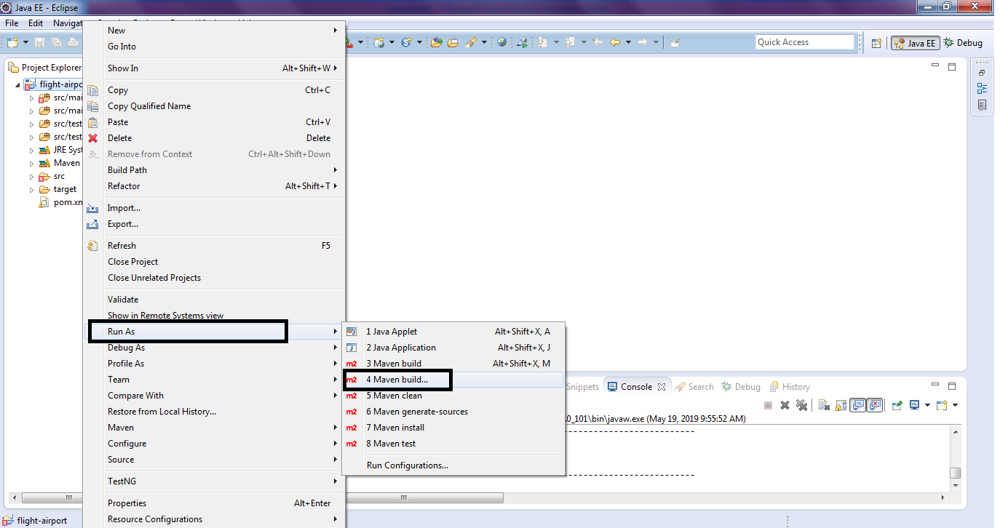 Java EE - Eclipse
File Edit Navigat
Quick Access
Java EE
Debug
Project Explorer
flight-airpo
src/mai
src/mai
src/test
src/test
JRE Syst
Maven
src
target
pom.xn
New
Go Into
Show In Alt+Shift+W
Copy Ctrl+C
Copy Qualified Name
Paste Ctrl+V
Delete Delete
Remove from Context Ctrl+Alt+Shift+Down
Build Path
Refactor Alt+Shift+T
Import...
Export...
Refresh F5
Close Project
Close Unrelated Projects
Validate
Show in Remote Systems view
Run As
Debug As
Profile As
Team
Compare With
Restore from Local History...
Maven
Configure
Source
TestNG
Properties Alt+Enter
Resource Configurations
1 Java Applet Alt+Shift+X, A
2 Java Application Alt+Shift+X, J
m2 3 Maven build Alt+Shift+X, M
m2 4 Maven build...
m2 5 Maven clean
m2 6 Maven generate-sources
m2 7 Maven install
m2 8 Maven test
Run Configurations...
Snippets Console Search Debug History
.0_101\bin\javaw.exe (May 19, 2019 9:55:52 AM)
------------------------
------------------------
flight-airport